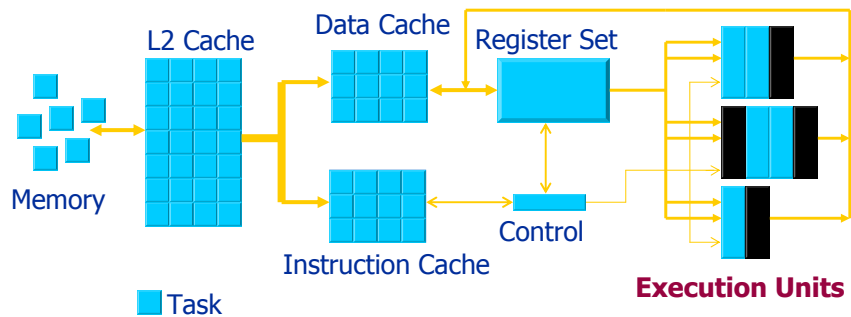 L2 Cache
Data Cache
Register Set
Memory
Control
Instruction Cache
Execution Units
Task